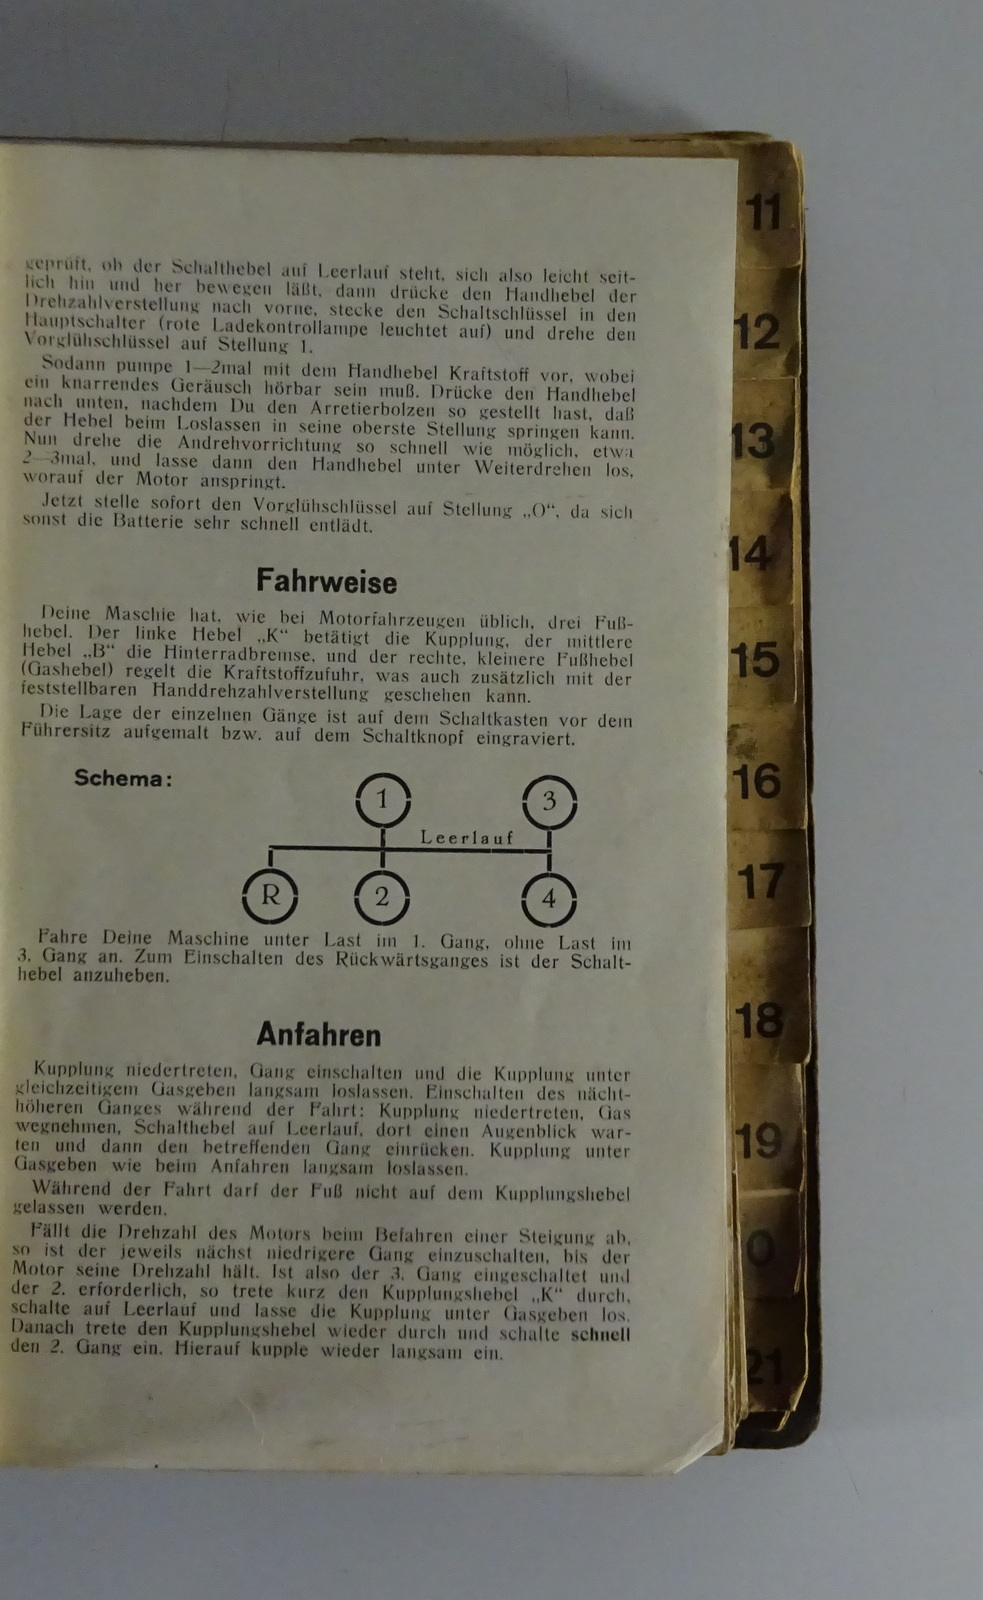 geprüft, ob der Schalthebel auf Leerlauf steht, sich also leicht seit-
lich hin und her bewegen läßt, dann drücke den Handhebel der
Drehzahlverstellung nach vorne, stecke den Schaltschlüssel in den
Hauptschalter (rote Ladekontrollampe leuchtet auf) und drehe den
Vorglühschlüssel auf Stellung 1.
Sodann pumpe 1—2mal mit dem Handhebel Kraftstoff vor, wobei
ein knarrendes Geräusch hörbar sein muß. Drücke den Handhebel
nach unten, nachdem Du den Arretierbolzen so gestellt hast, daß
der Hebel beim Loslassen in seine oberste Stellung springen kann.
Nun drehe die Andrehvorrichtung so schnell wie möglich, etwa
2—3mal, und lasse dann den Handhebel unter Weiterdrehen los,
worauf der Motor anspringt.
Jetzt stelle sofort den Vorglühschlüssel auf Stellung „O“, da sich
sonst die Batterie sehr schnell entlädt.
Fahrweise
Deine Maschie hat, wie bei Motorfahrzeugen üblich, drei Fuß-
hebel. Der linke Hebel „K“ betätigt die Kupplung, der mittlere
Hebel „B“ die Hinterradbremse, und der rechte, kleinere Fußhebel
(Gashebel) regelt die Kraftstoffzufuhr, was auch zusätzlich mit der
feststellbaren Handdrehzahlverstellung geschehen kann.
Die Lage der einzelnen Gänge ist auf dem Schaltkasten vor dem
Führersitz aufgemalt bzw. auf dem Schaltknopf eingraviert.
Schema:
1 3
Leerlauf
R 2 4
Fahre Deine Maschine unter Last im 1. Gang, ohne Last im
3. Gang an. Zum Einschalten des Rückwärtsganges ist der Schalt-
hebel anzuheben.
Anfahren
Kupplung niedertreten, Gang einschalten und die Kupplung unter
gleichzeitigem Gasgeben langsam loslassen. Einschalten des nächt-
höheren Ganges während der Fahrt: Kupplung niedertreten, Gas
wegnehmen, Schalthebel auf Leerlauf, dort einen Augenblick war-
ten und dann den betreffenden Gang einrücken. Kupplung unter
Gasgeben wie beim Anfahren langsam loslassen.
Während der Fahrt darf der Fuß nicht auf dem Kupplungshebel
gelassen werden.
Fällt die Drehzahl des Motors beim Befahren einer Steigung ab,
so ist der jeweils nächst niedrigere Gang einzuschalten, bis der
Motor seine Drehzahl hält. Ist also der 3. Gang eingeschaltet und
der 2. erforderlich, so trete kurz den Kupplungshebel „K“ durch,
schalte auf Leerlauf und lasse die Kupplung unter Gasgeben los.
Danach trete den Kupplungshebel wieder durch und schalte schnell
den 2. Gang ein. Hierauf kupple wieder langsam ein.
11
12
13
14
15
16
17
18
19
0
21